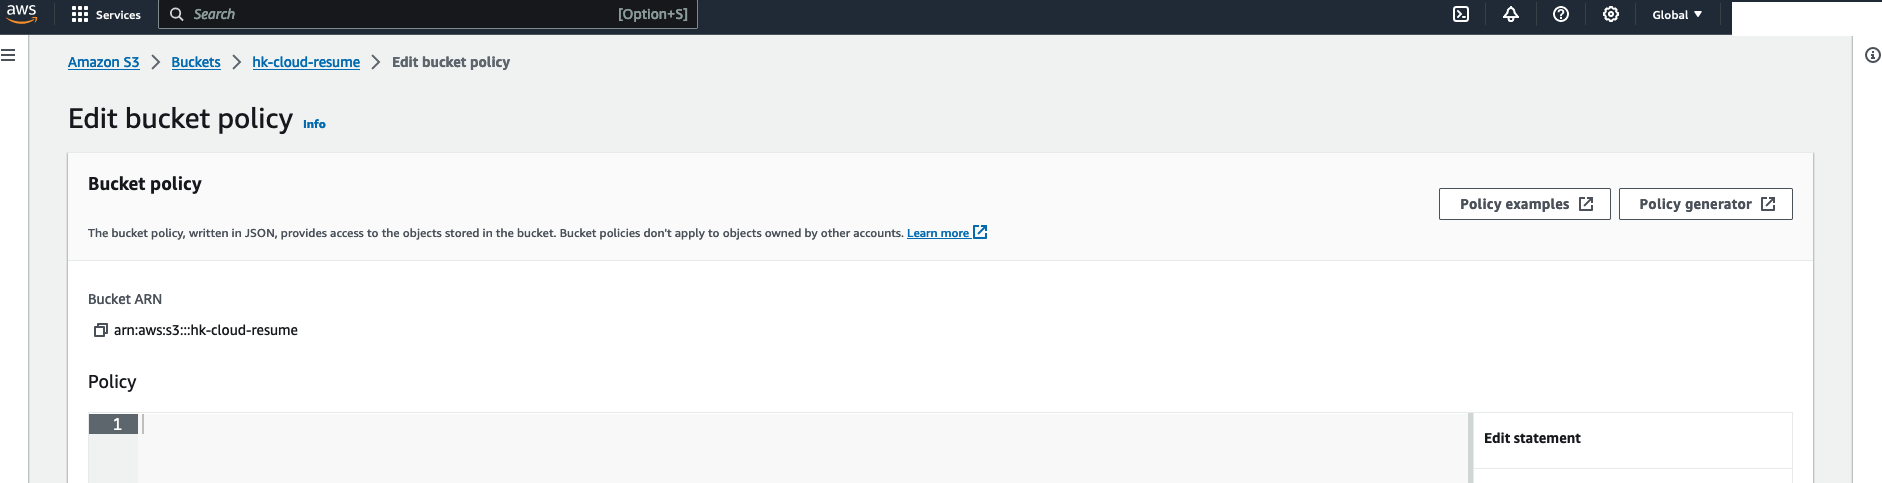 aws Services Search [Option+S] Global
Amazon S3 > Buckets > hk-cloud-resume > Edit bucket policy
Edit bucket policy Info
Bucket policy
Policy examples Policy generator
The bucket policy, written in JSON, provides access to the objects stored in the bucket. Bucket policies don't apply to objects owned by other accounts. Learn more
Bucket ARN
arn:aws:s3:::hk-cloud-resume
Policy
1
Edit statement